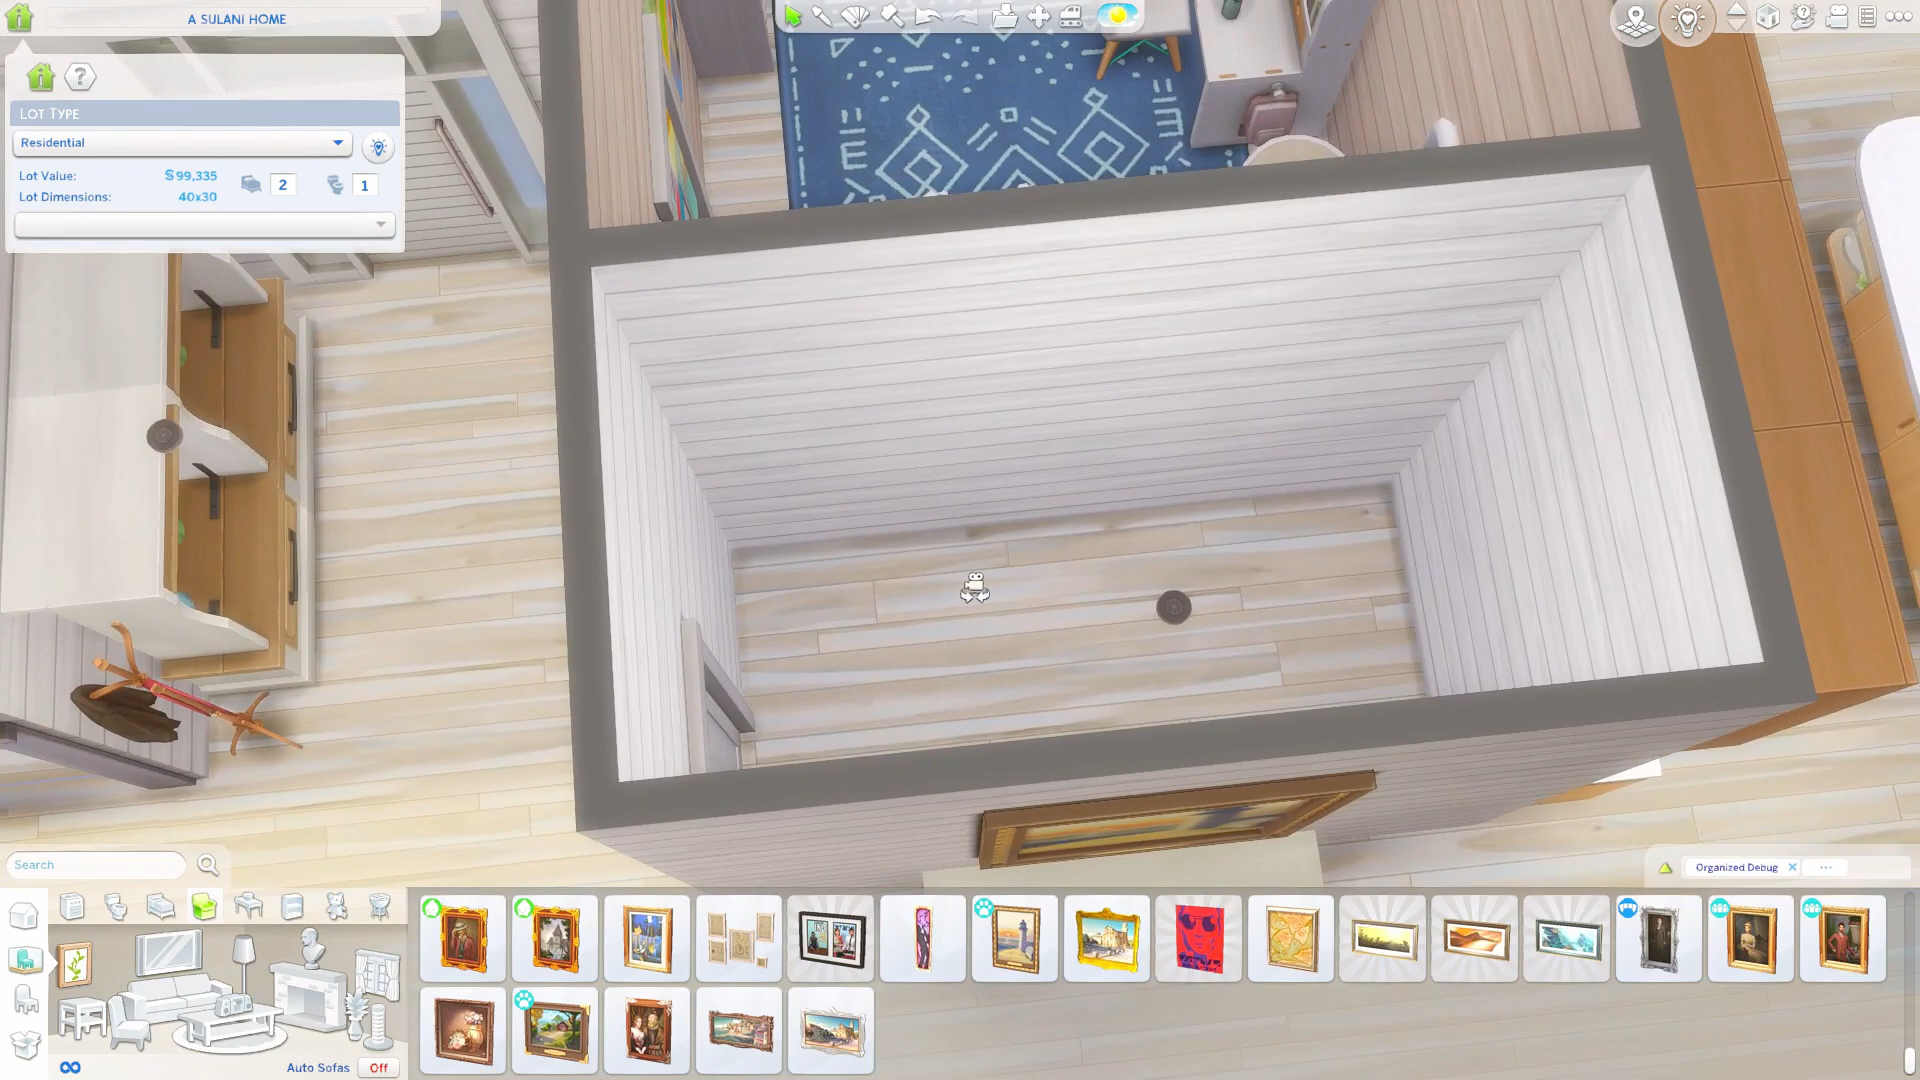 A SULANI HOME
LOT TYPE
Residential
Lot Value: §99,335 2 1
Lot Dimensions: 40x30
Search
Organized Debug
Auto Sofas Off